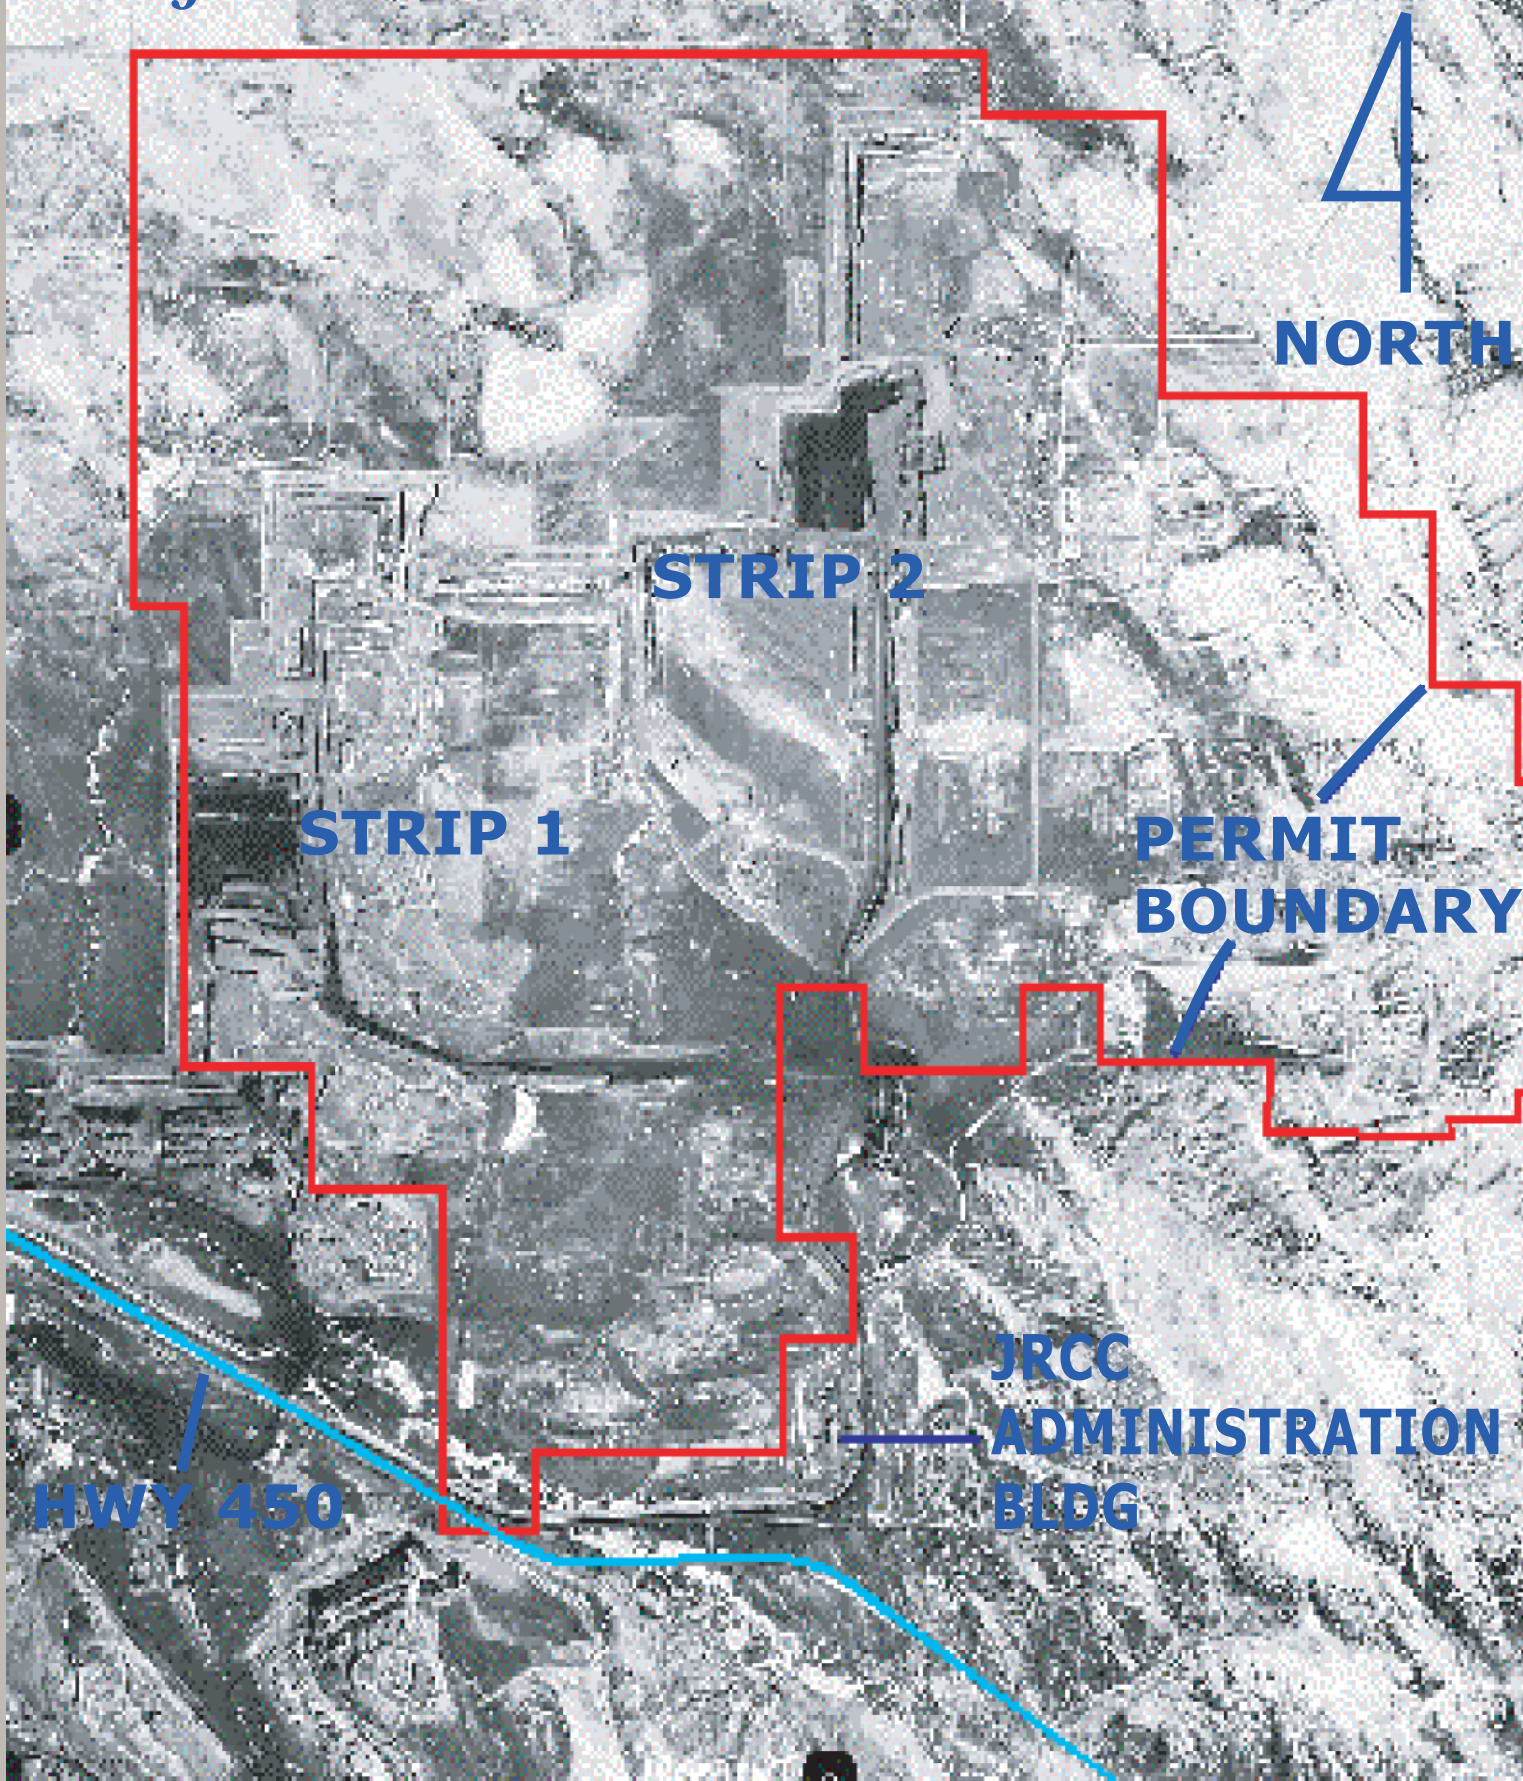 NORTH
STRIP 2
STRIP 1
PERMIT
BOUNDARY
JRCC
ADMINISTRATION
BLDG
HWY 450